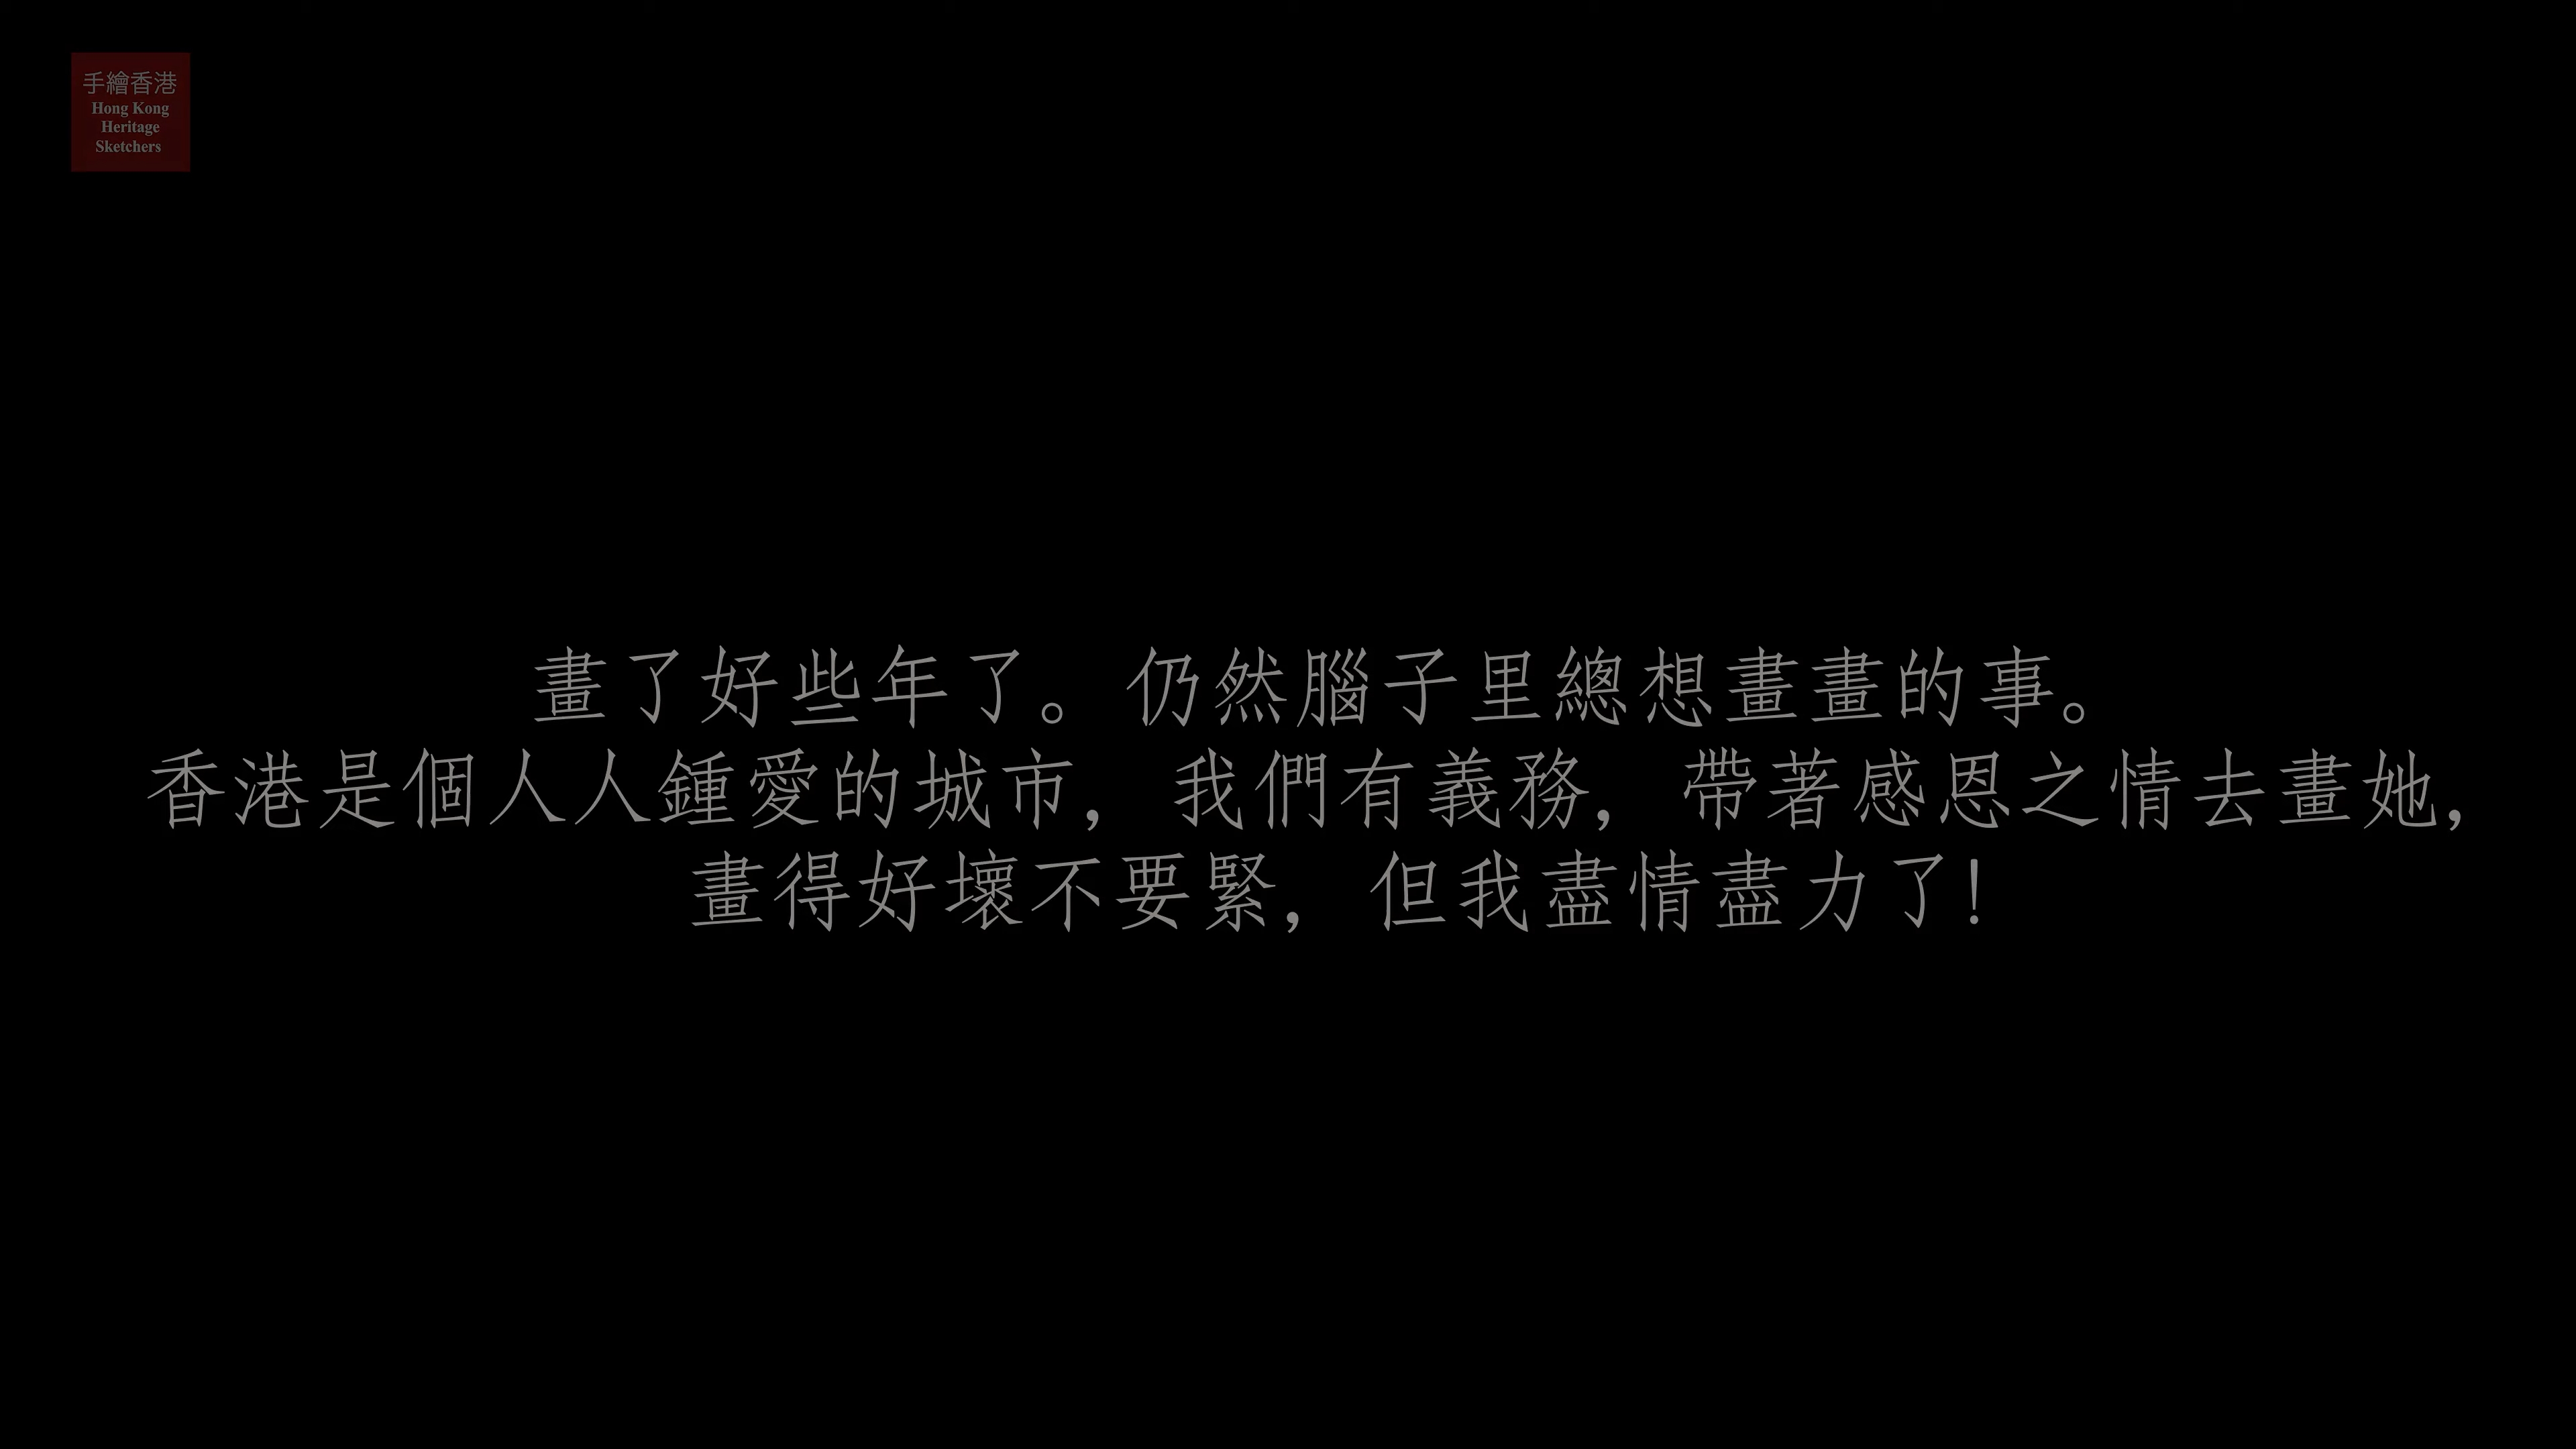 手繪香港
Hong Kong
Heritage
Sketchers
畫了好些年了。仍然腦子里總想畫畫的事。
香港是個人人鍾愛的城市，我們有義務，帶著感恩之情去畫她，
畫得好壞不要緊，但我盡情盡力了！